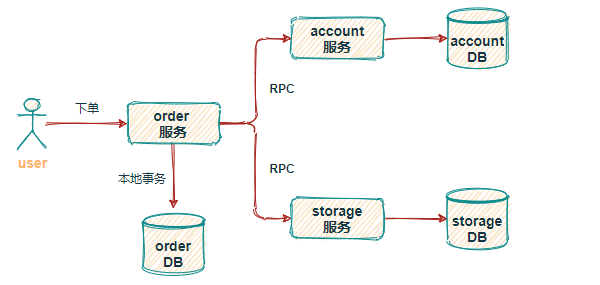 account
服务
account
DB
RPC
下单
order
服务
user
RPC
本地事务
storage
服务
storage
DB
order
DB